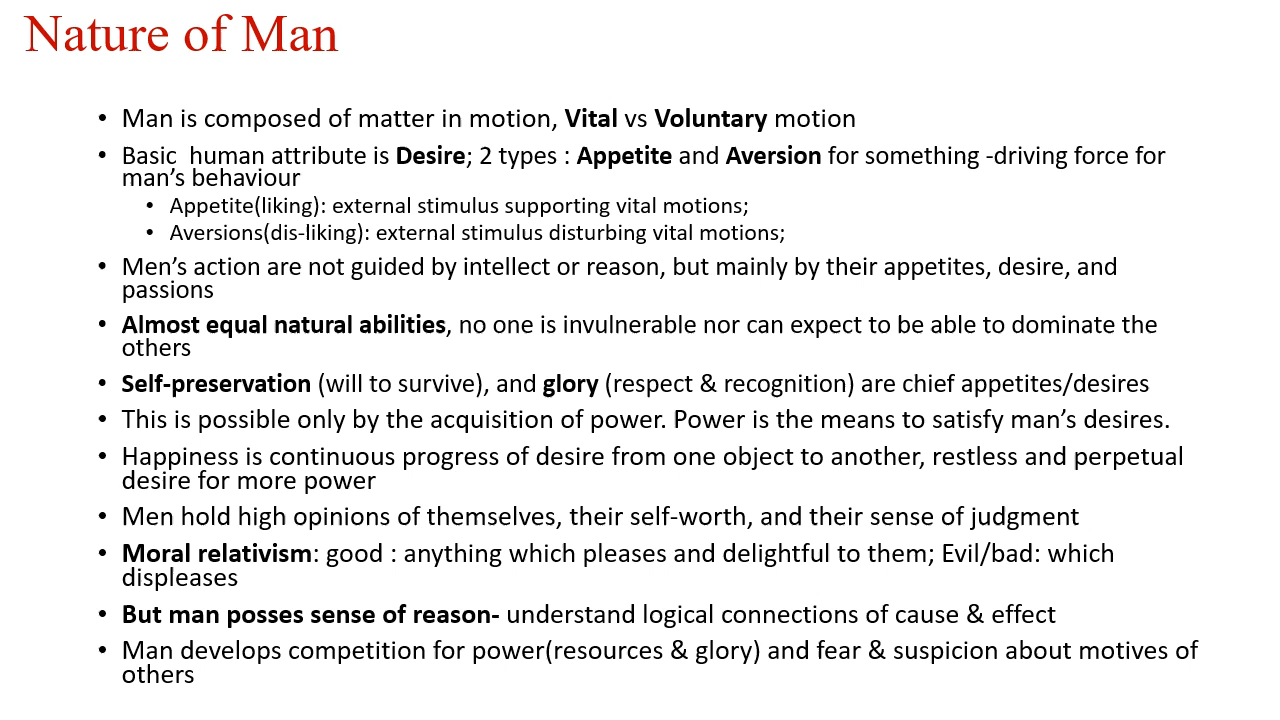 Nature of Man
• Man is composed of matter in motion, Vital vs Voluntary motion
• Basic  human attribute is Desire; 2 types : Appetite and Aversion for something -driving force for
man’s behaviour
• Appetite(liking): external stimulus supporting vital motions;
• Aversions(dis-liking): external stimulus disturbing vital motions;
• Men’s action are not guided by intellect or reason, but mainly by their appetites, desire, and
passions
• Almost equal natural abilities, no one is invulnerable nor can expect to be able to dominate the
others
• Self-preservation (will to survive), and glory (respect & recognition) are chief appetites/desires
• This is possible only by the acquisition of power. Power is the means to satisfy man’s desires.
• Happiness is continuous progress of desire from one object to another, restless and perpetual
desire for more power
• Men hold high opinions of themselves, their self-worth, and their sense of judgment
• Moral relativism: good : anything which pleases and delightful to them; Evil/bad: which
displeases
• But man posses sense of reason- understand logical connections of cause & effect
• Man develops competition for power(resources & glory) and fear & suspicion about motives of
others